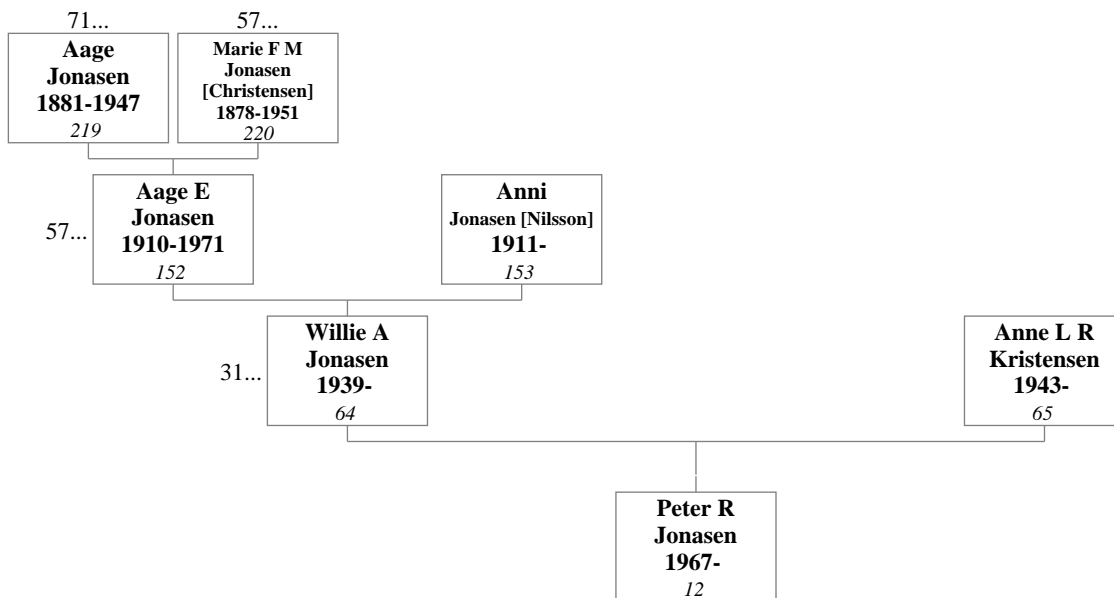 71...
57...
Aage
Jonasen
1881-1947
219
Marie F M
Jonasen
[Christensen]
1878-1951
220
57...
Aage E
Jonasen
1910-1971
152
Anni
Jonasen [Nilsson]
1911-
153
31...
Willie A
Jonasen
1939-
64
Anne L R
Kristensen
1943-
65
Peter R
Jonasen
1967-
12